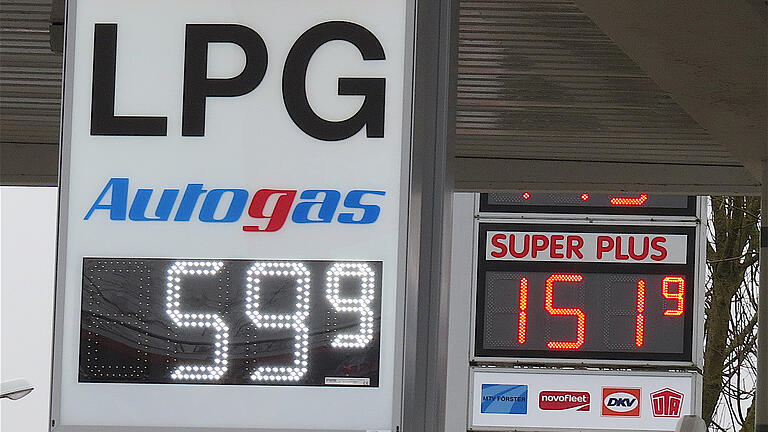 LPG
Autogas
599
SUPER PLUS
1519
MTV FÖRSTER
novofleet
DKV
UTA